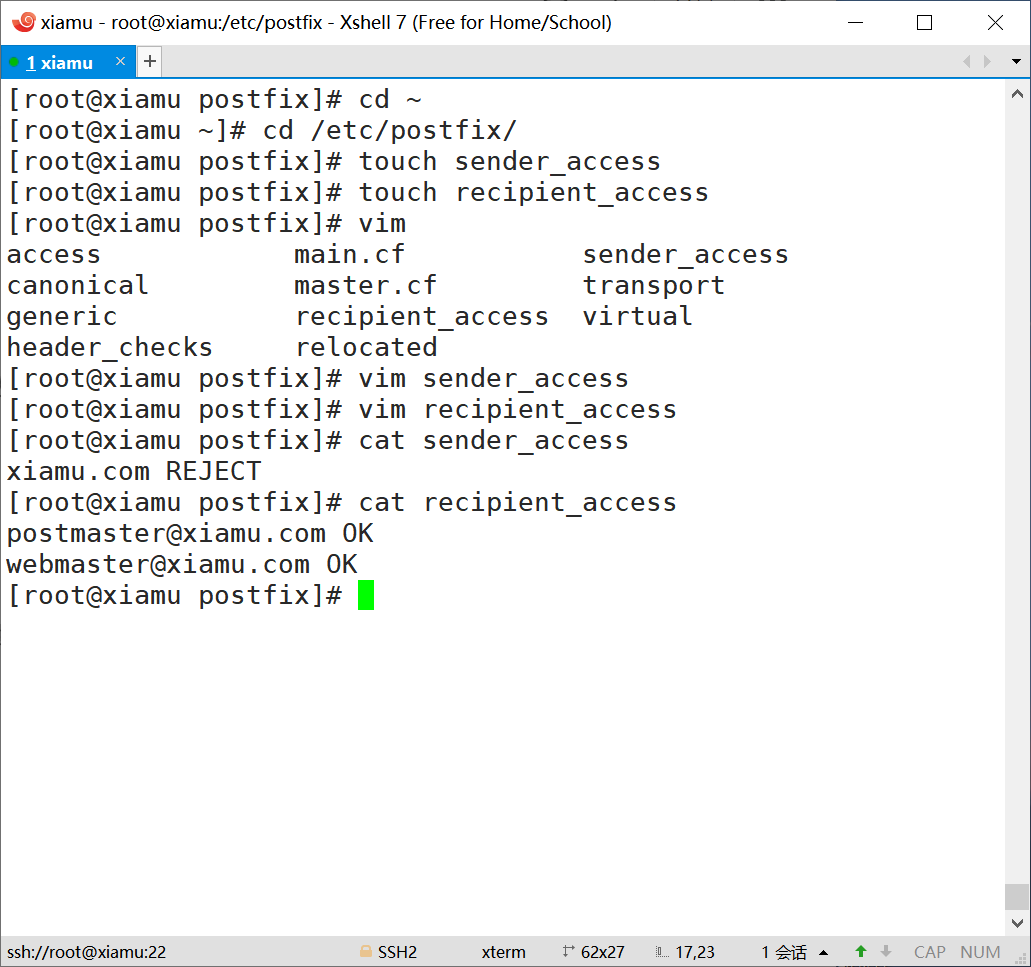 xiamu - root@xiamu:/etc/postfix - Xshell 7 (Free for Home/School)
1 xiamu × +
[root@xiamu postfix]# cd ~
[root@xiamu ~]# cd /etc/postfix/
[root@xiamu postfix]# touch sender_access
[root@xiamu postfix]# touch recipient_access
[root@xiamu postfix]# vim
access main.cf sender_access
canonical master.cf transport
generic recipient_access virtual
header_checks relocated
[root@xiamu postfix]# vim sender_access
[root@xiamu postfix]# vim recipient_access
[root@xiamu postfix]# cat sender_access
xiamu.com REJECT
[root@xiamu postfix]# cat recipient_access
postmaster@xiamu.com OK
webmaster@xiamu.com OK
[root@xiamu postfix]#
ssh://root@xiamu:22 SSH2 xterm 62x27 17,23 1 会话 CAP NUM